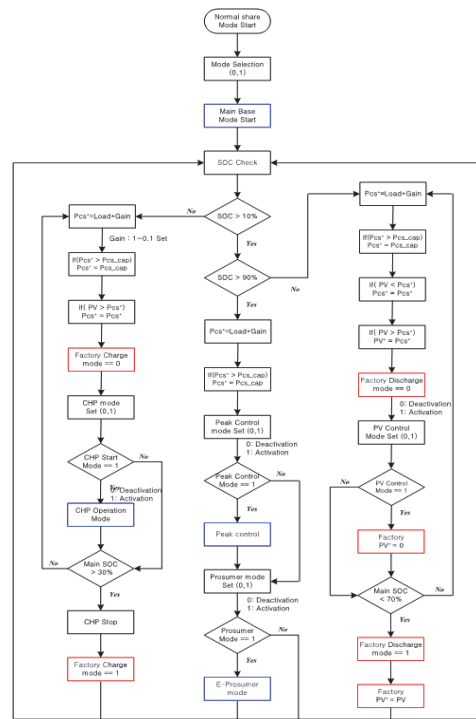 Normal share
Mode Start
Mode Selection
(0,1)
Main Base
Mode Start
SOC Check
SOC > 10%
No
Yes
SOC > 90%
No
Yes
Pcs*=Load*Gain
If(Pcs* > Pcs_cap)
Pcs* = Pcs_cap
Peak Control
mode Set (0,1)
0: Deactivation
1: Activation
Peak Control
Mode == 1
No
Yes
Peak control
Prosumer mode
Set (0,1)
0: Deactivation
1: Activation
Prosumer
Mode == 1
No
Yes
E-Prosumer
mode
Pcs*=Load*Gain
Gain : 1~0.1 Set
If(Pcs* > Pcs_cap)
Pcs* = Pcs_cap
If( PV > Pcs*)
Pcs* = Pcs*
Factory Charge
mode == 0
CHP mode
Set (0,1)
CHP Start
Mode == 1
No
Yes
0: Deactivation
1: Activation
CHP Operation
Mode
Main SOC
> 30%
No
Yes
CHP Stop
Factory Charge
mode == 1
Pcs*=Load*Gain
If(Pcs* > Pcs_cap)
Pcs* = Pcs_cap
If( PV < Pcs*)
Pcs* = Pcs*
If( PV > Pcs*)
PV* = Pcs*
Factory Discharge
mode == 0
0: Deactivation
1: Activation
PV Control
Mode Set (0,1)
PV Control
Mode == 1
No
Yes
Factory
PV* = 0
Main SOC
< 70%
No
Yes
Factory Discharge
mode == 1
Factory
PV* = PV